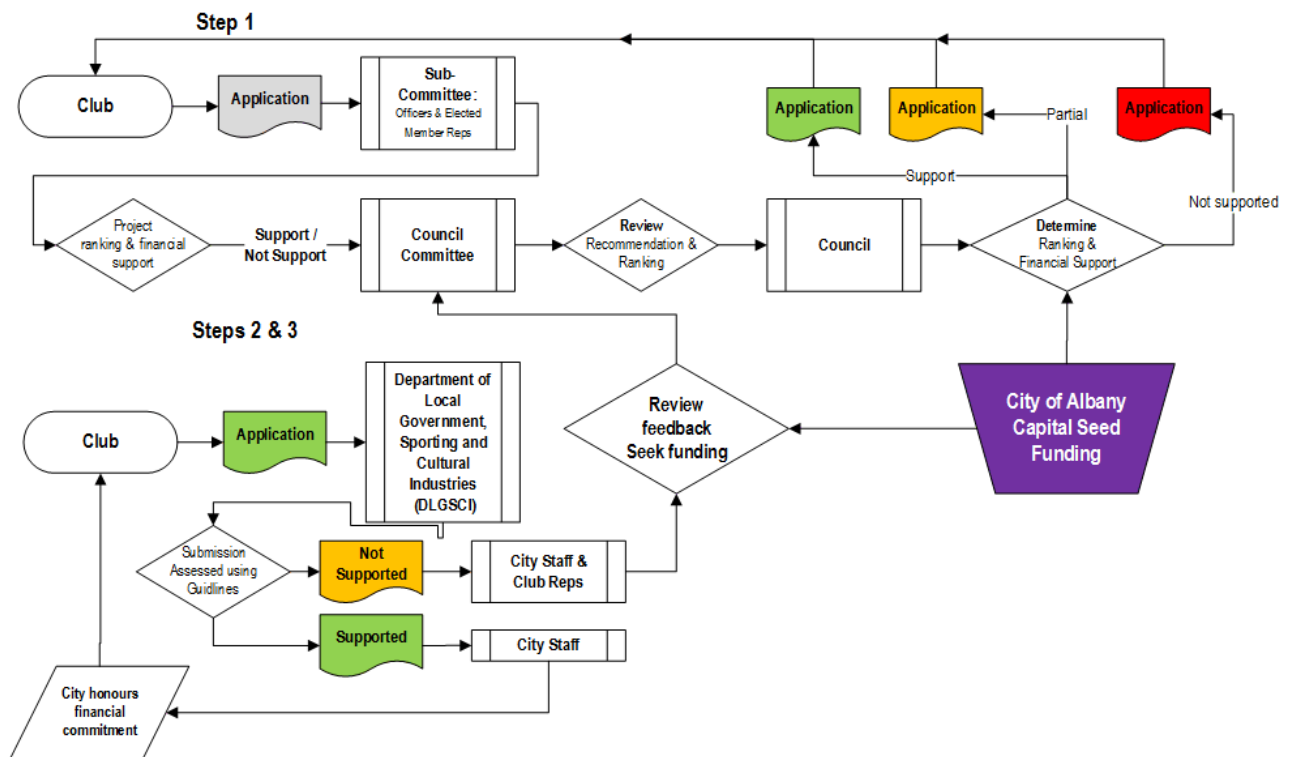 Step 1
Club
Application
Sub-
Committee:
Officers & Elected
Member Reps
Application
Application
Application
Partial
Support
Not supported
Project
ranking & financial
support
Support /
Not Support
Council
Committee
Review
Recommendation &
Ranking
Council
Determine
Ranking &
Financial Support
Steps 2 & 3
Club
Application
Department of
Local
Government,
Sporting and
Cultural
Industries
(DLGSCI)
Review
feedback
Seek funding
City of Albany
Capital Seed
Funding
Submission
Assessed using
Guidlines
Not
Supported
City Staff &
Club Reps
Supported
City Staff
City honours
financial
commitment